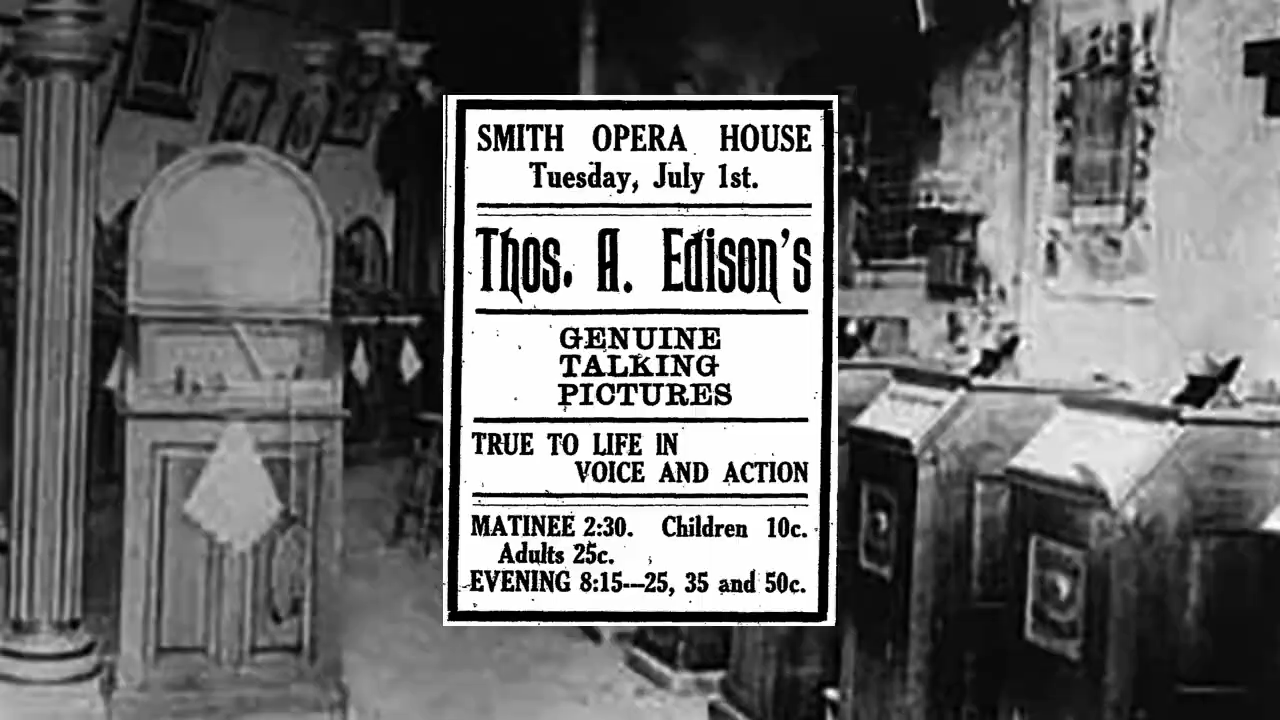 SMITH OPERA HOUSE
Tuesday, July 1st.
Thos. A. Edison's
GENUINE
TALKING
PICTURES
TRUE TO LIFE IN
VOICE AND ACTION
MATINEE 2:30. Children 10c.
Adults 25c.
EVENING 8:15--25, 35 and 50c.